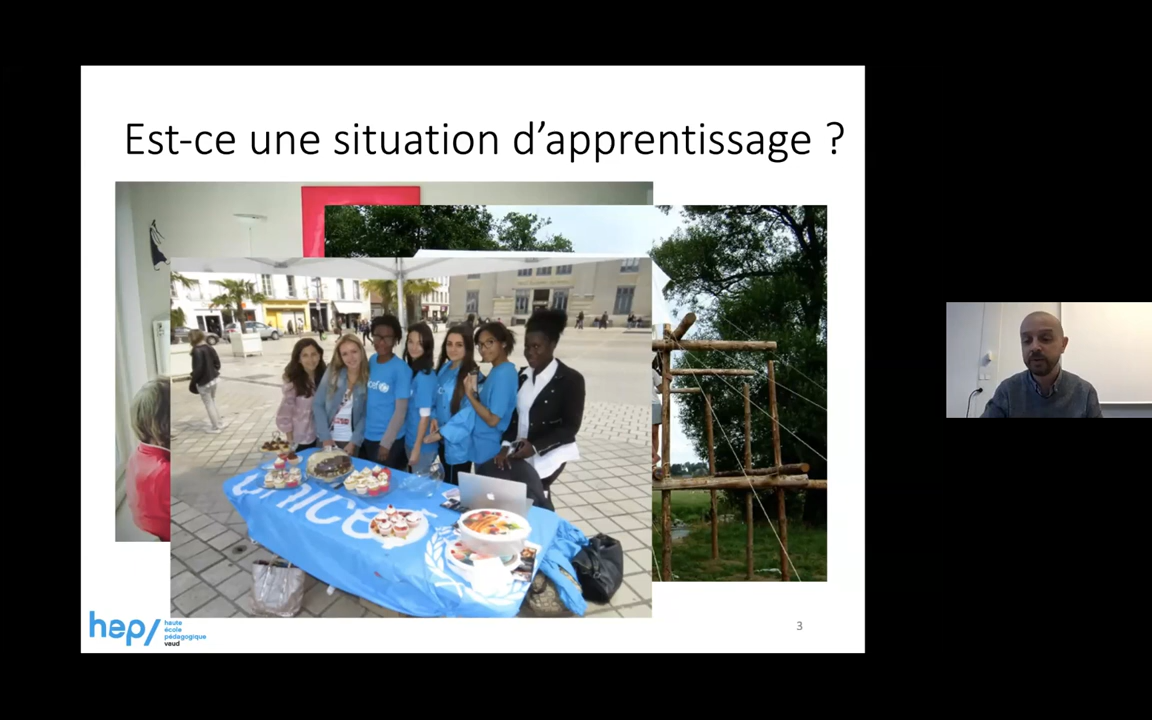 Est-ce une situation d’apprentissage ?
unicef
unicef
hep/
haute
école
pédagogique
vaud
3